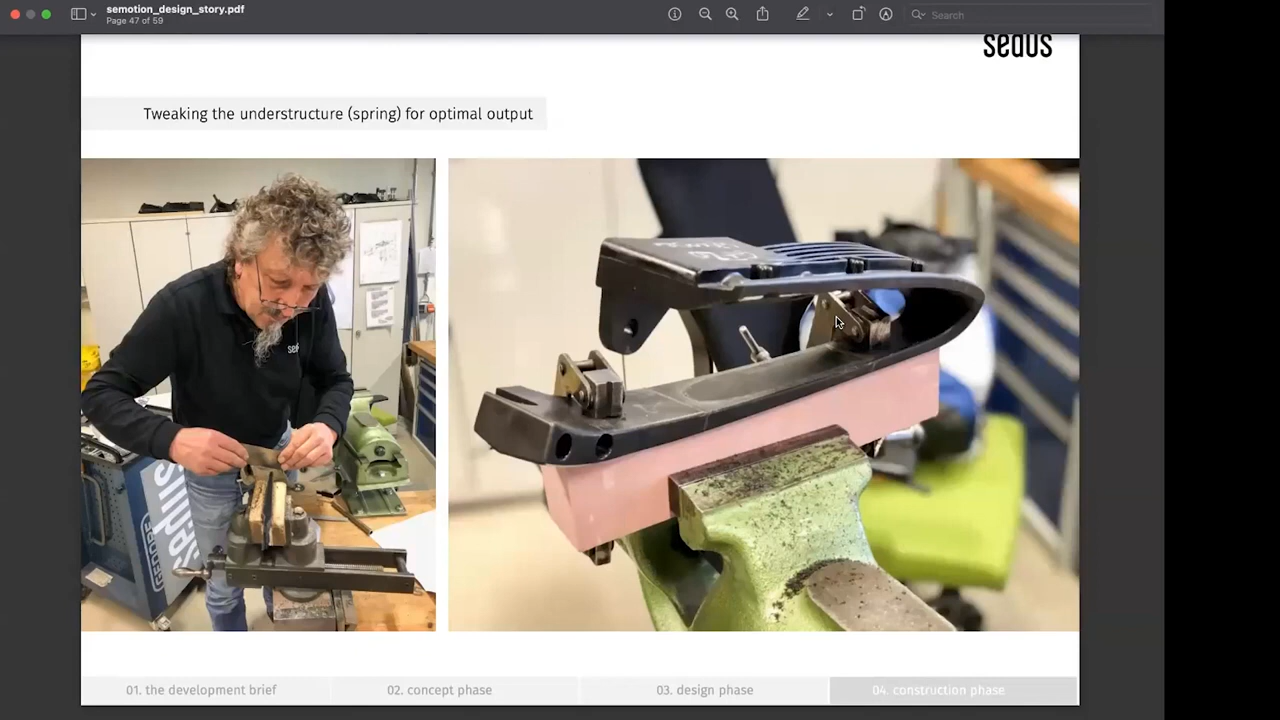 semotion_design_story.pdf
Page 47 of 59
Search
sedus
Tweaking the understructure (spring) for optimal output
GEDORE
01. the development brief
02. concept phase
03. design phase
04. construction phase